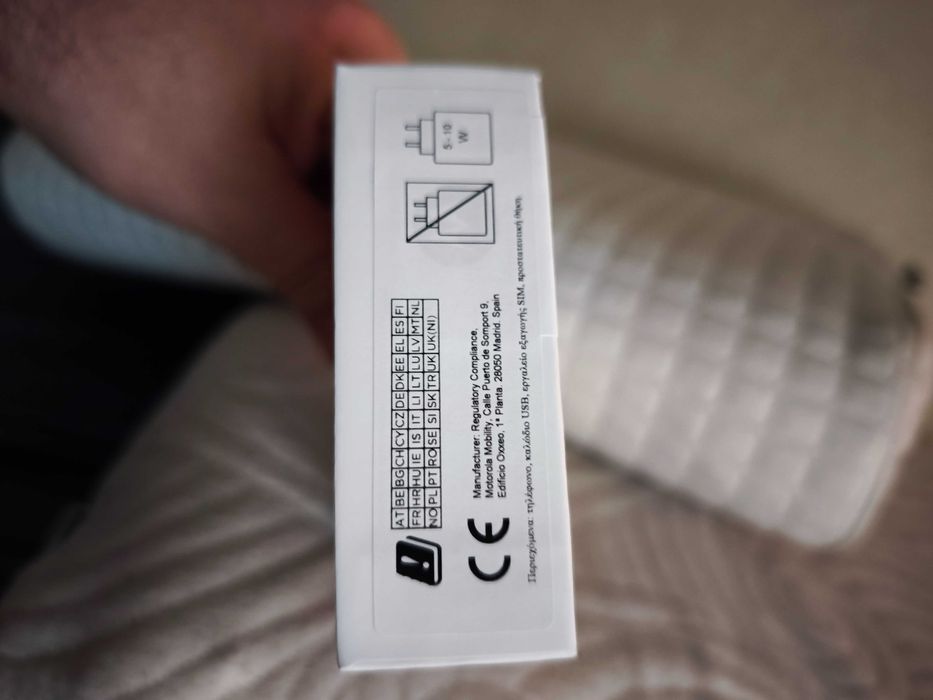 AT BE BG CH CY CZ DE DK EE EL ES FI
FR HR HU IE IS IT LI LT LU LV MT NL
NO PL PT RO SE SI SK TR UK UK(NI)
CE Manufacturer: Regulatory Compliance,
Motorola Mobility, Calle Puerto de Somport 9,
Edificio Oxxeo, 1ª Planta. 28050 Madrid. Spain
Περιεχόμενα: τηλέφωνο, καλώδιο USB, εργαλείο εξαγωγής SIM, προστατευτική θήκη.
5 - 10
W